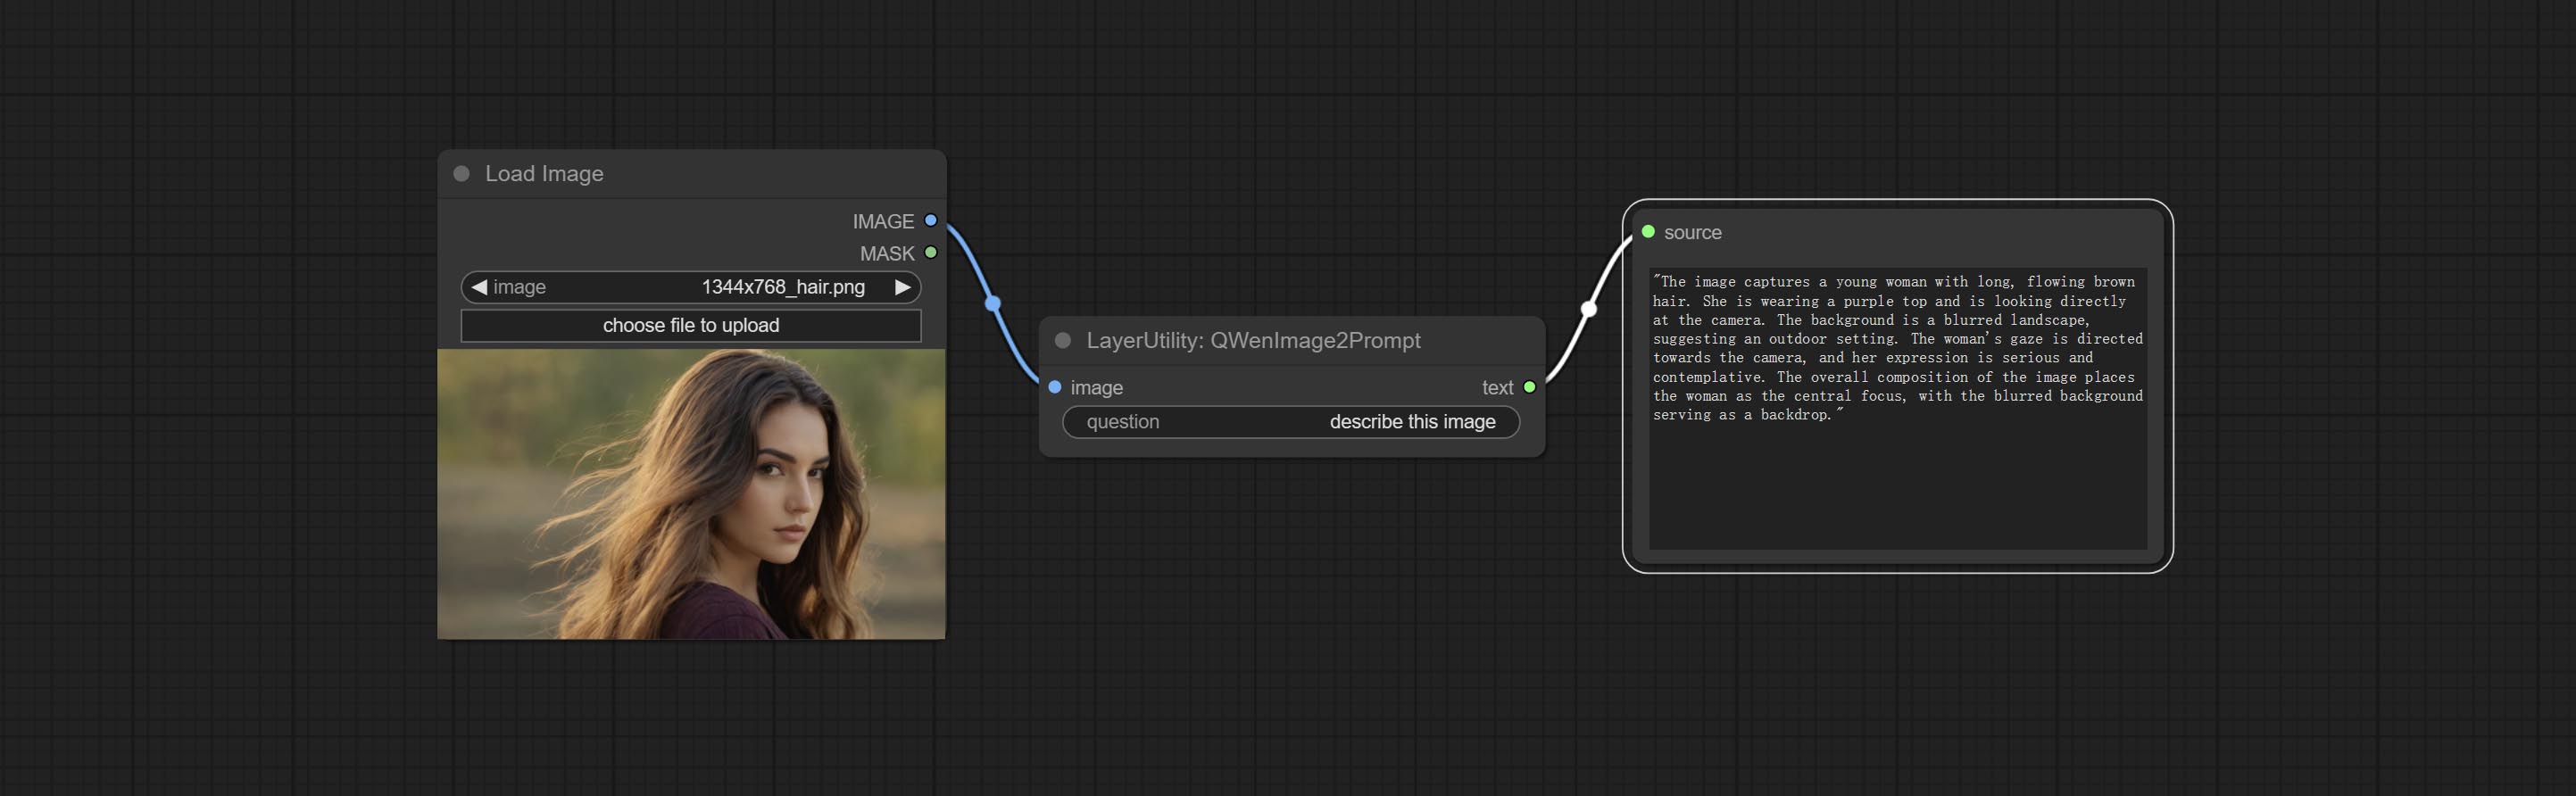 Load Image
IMAGE
MASK
image 1344x768_hair.png
choose file to upload
LayerUtility: QWenImage2Prompt
image text
question describe this image
source
"The image captures a young woman with long, flowing brown
hair. She is wearing a purple top and is looking directly
at the camera. The background is a blurred landscape,
suggesting an outdoor setting. The woman's gaze is directed
towards the camera, and her expression is serious and
contemplative. The overall composition of the image places
the woman as the central focus, with the blurred background
serving as a backdrop."